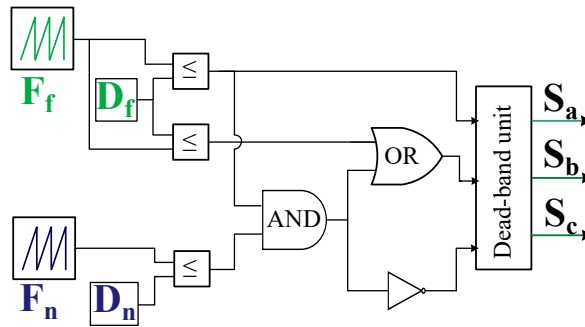 F_f
D_f
≤
≤
OR
AND
F_n
D_n
≤
Dead-band unit
S_a
S_b
S_c